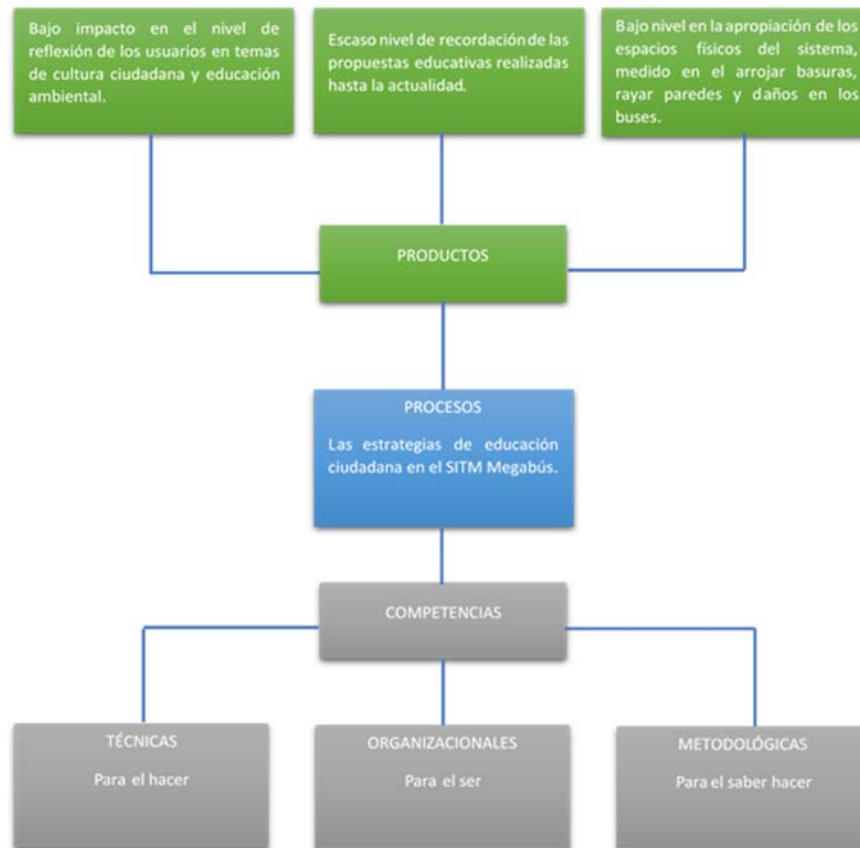 Bajo impacto en el nivel de
reflexión de los usuarios en temas
de cultura ciudadana y educación
ambiental.
Escaso nivel de recordación de las
propuestas educativas realizadas
hasta la actualidad.
Bajo nivel en la apropiación de los
espacios físicos del sistema,
medido en el arrojar basuras,
rayar paredes y daños en los
buses.
PRODUCTOS
PROCESOS
Las estrategias de educación
ciudadana en el SITM Megabús.
COMPETENCIAS
TÉCNICAS
Para el hacer
ORGANIZACIONALES
Para el ser
METODOLÓGICAS
Para el saber hacer